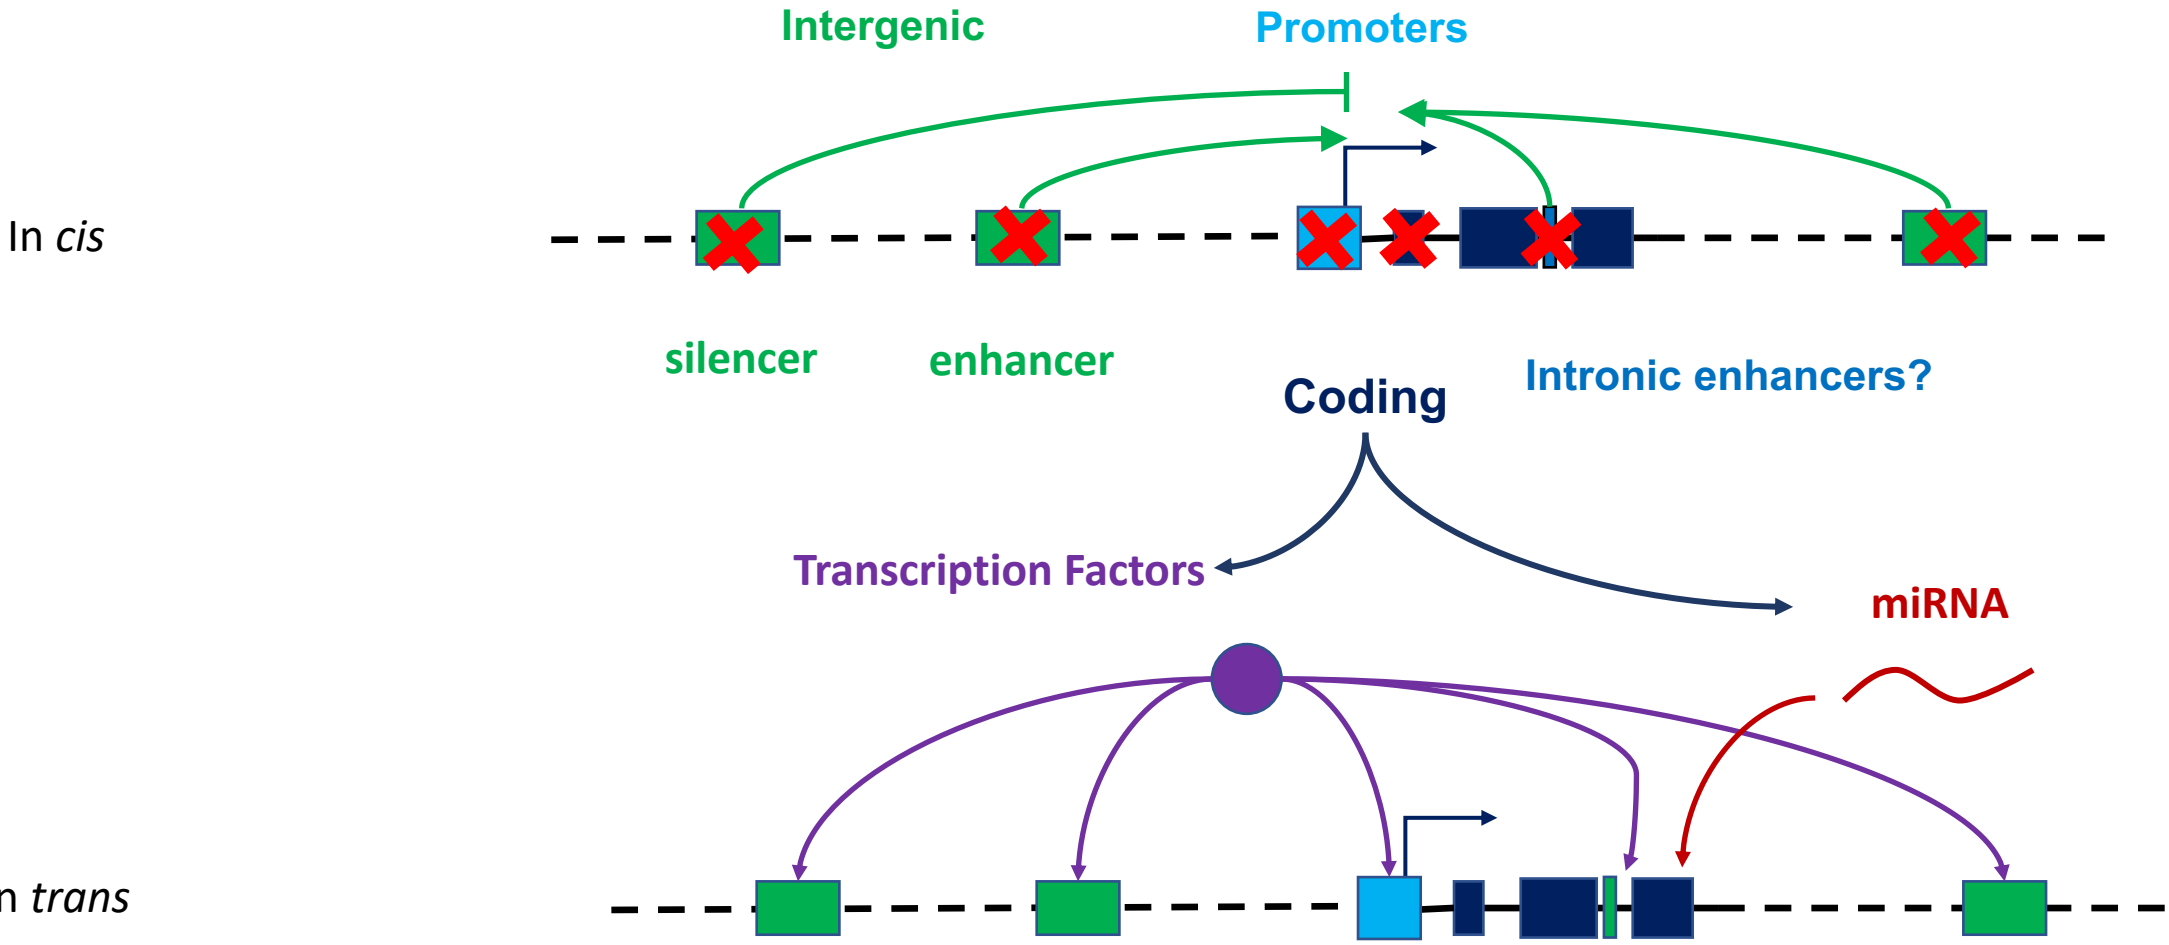 Intergenic
Promoters
In cis
silencer
enhancer
Intronic enhancers?
Coding
Transcription Factors
miRNA
n trans